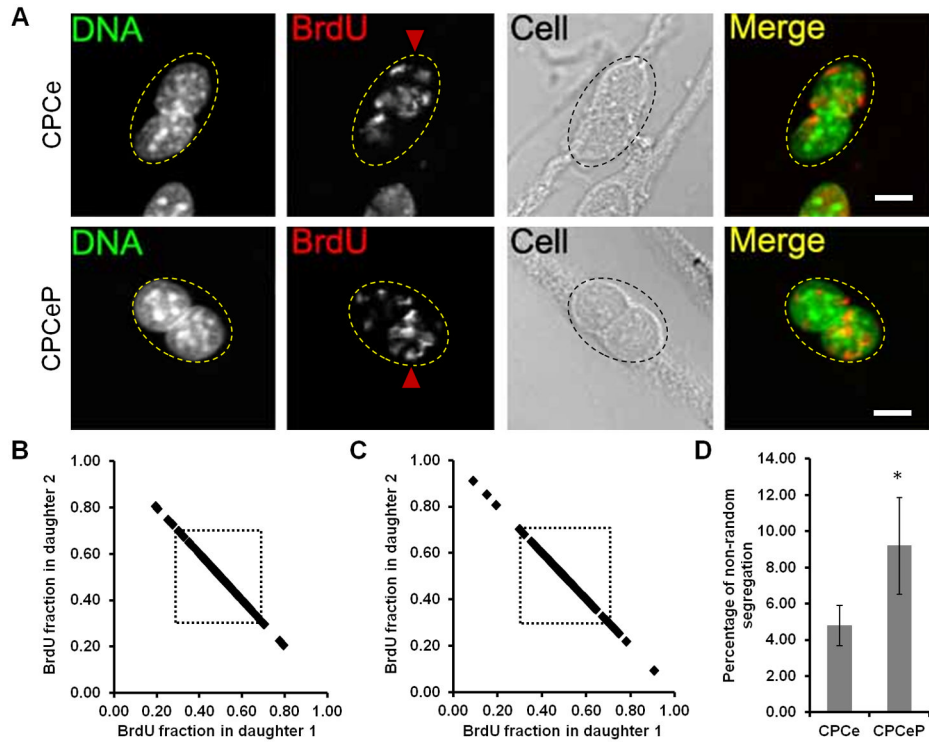 A
DNA BrdU Cell Merge
CPCe
DNA BrdU Cell Merge
CPCeP
B
1.00
0.80
0.60
0.40
0.20
0.00
BrdU fraction in daughter 2
0.00 0.20 0.40 0.60 0.80 1.00
BrdU fraction in daughter 1
C
1.00
0.80
0.60
0.40
0.20
0.00
BrdU fraction in daughter 2
0.00 0.20 0.40 0.60 0.80 1.00
BrdU fraction in daughter 1
D
14.00
12.00
10.00
8.00
6.00
4.00
2.00
0.00
Percentage of non-random
segregation
*
CPCe CPCeP